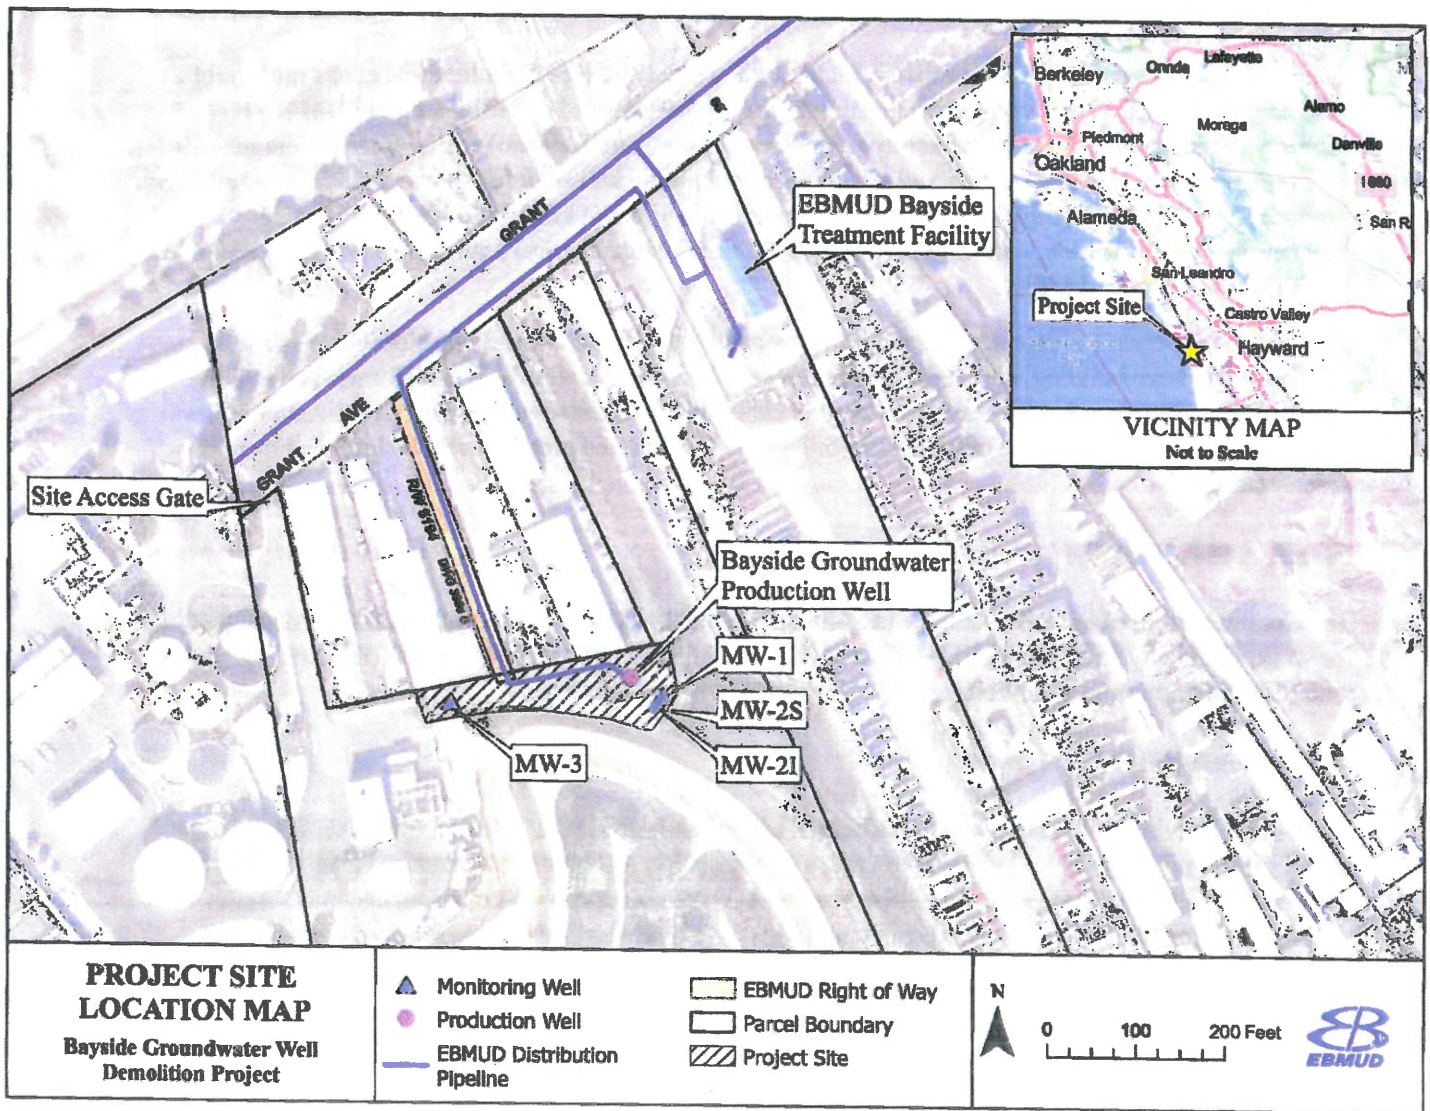 GRANT
EBMUD Bayside
Treatment Facility
AVE
GRANT
Site Access Gate
Bayside Groundwater
Production Well
MW-1
MW-2S
MW-2I
MW-3
Berkeley
Orinda
Lafayette
Alamo
Moraga
Danville
Piedmont
Oakland
I 680
Alameda
San R
San Leandro
Project Site
Castro Valley
Hayward
VICINITY MAP
Not to Scale
PROJECT SITE
LOCATION MAP
Bayside Groundwater Well
Demolition Project
Monitoring Well
Production Well
EBMUD Distribution
Pipeline
EBMUD Right of Way
Parcel Boundary
Project Site
N
0 100 200 Feet
EBMUD